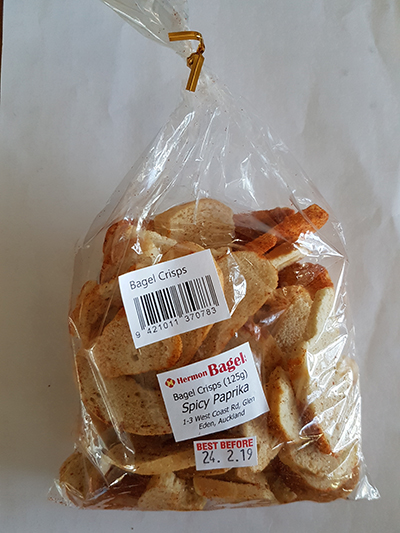 Bagel Crisps
9 421011 370783
Hermon Bagel
Bagel Crisps (125g)
Spicy Paprika
1-3 West Coast Rd, Glen
Eden, Auckland
BEST BEFORE
24. 2.19